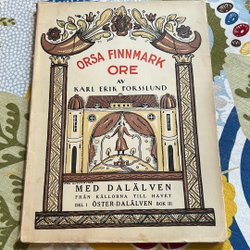 ORSA FINNMARK
ORE
AV
KARL ERIK FORSSLUND
MED DALÄLVEN
FRÅN KÄLLORNA TILL HAVET
DEL I ÖSTER-DALÄLVEN BOK III